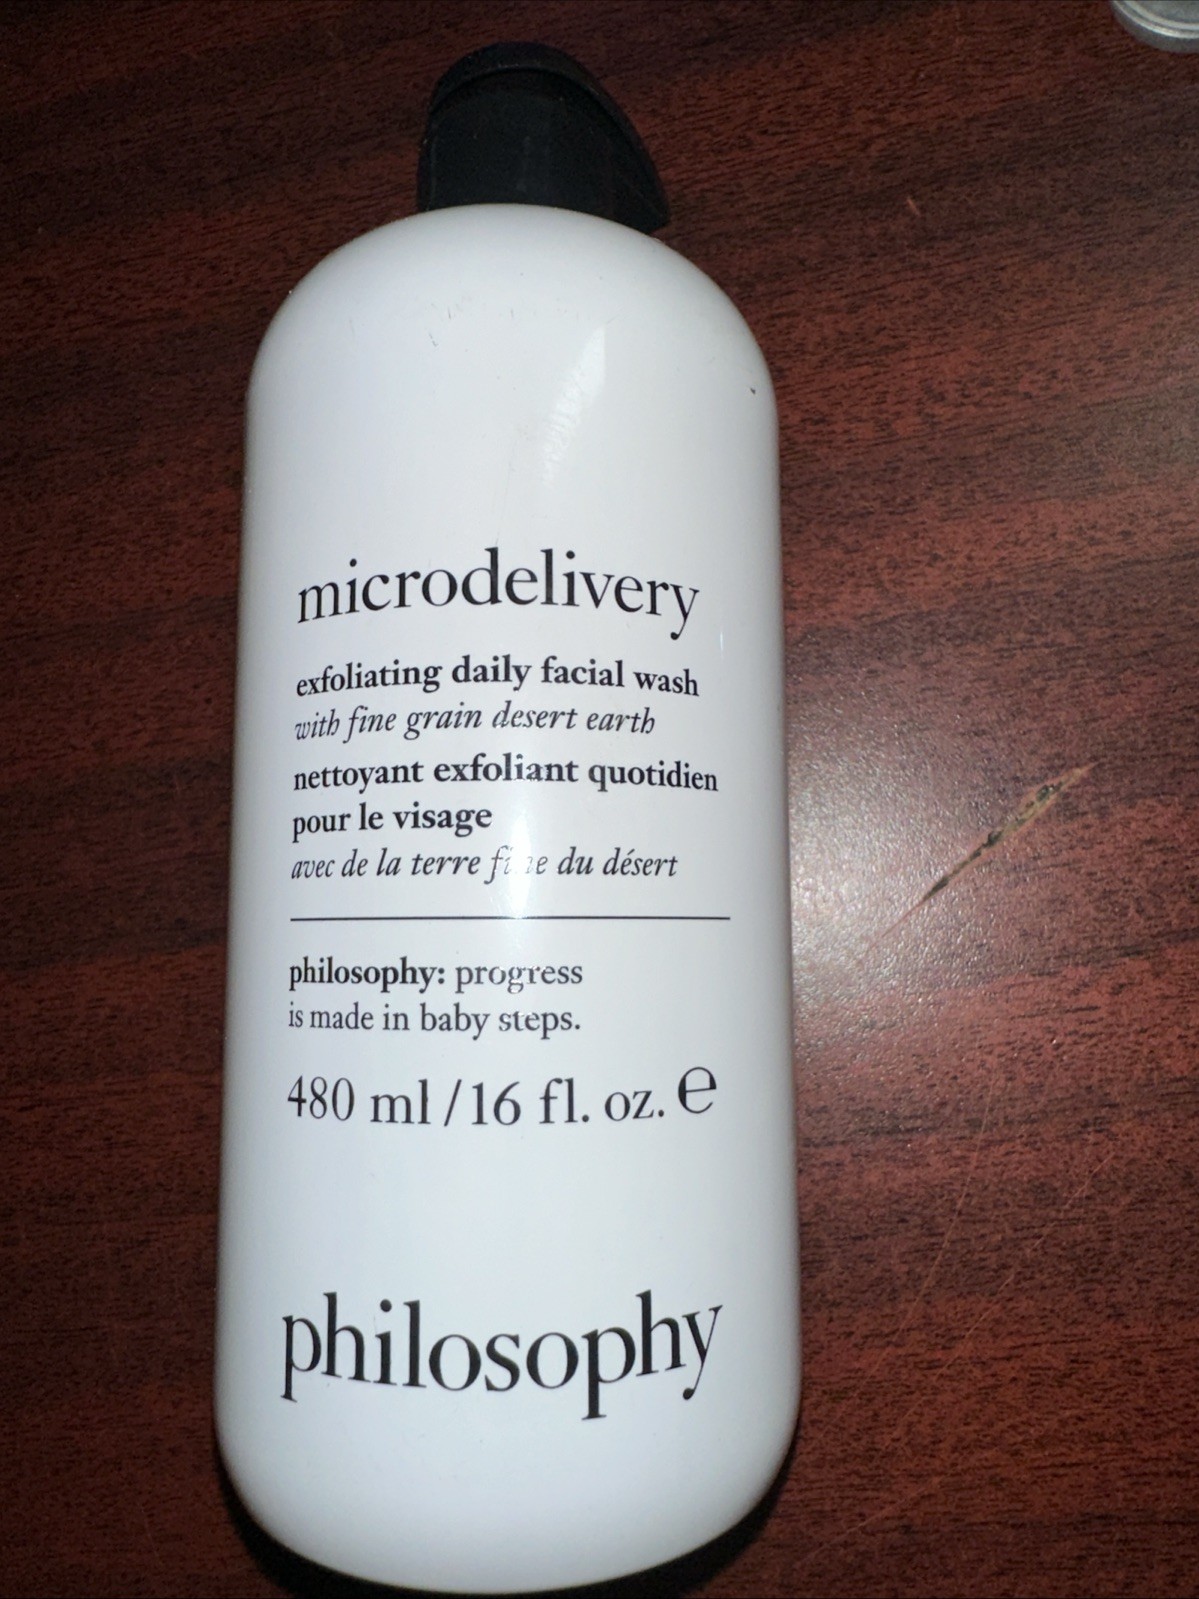 microdelivery
exfoliating daily facial wash
with fine grain desert earth
nettoyant exfoliant quotidien
pour le visage
avec de la terre fine du désert
philosophy: progress
is made in baby steps.
480 ml / 16 fl. oz. ℮
philosophy